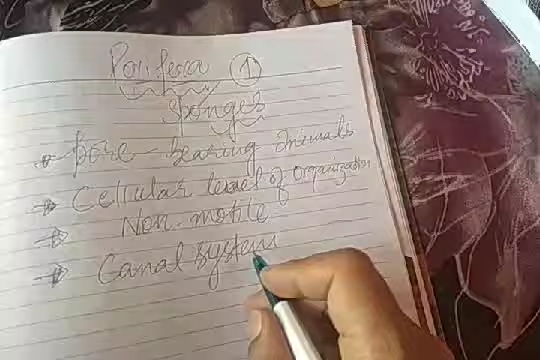 Porifera ①
Sponges
Pore - bearing Animals
Cellular level of organization
Non-motile
Canal system